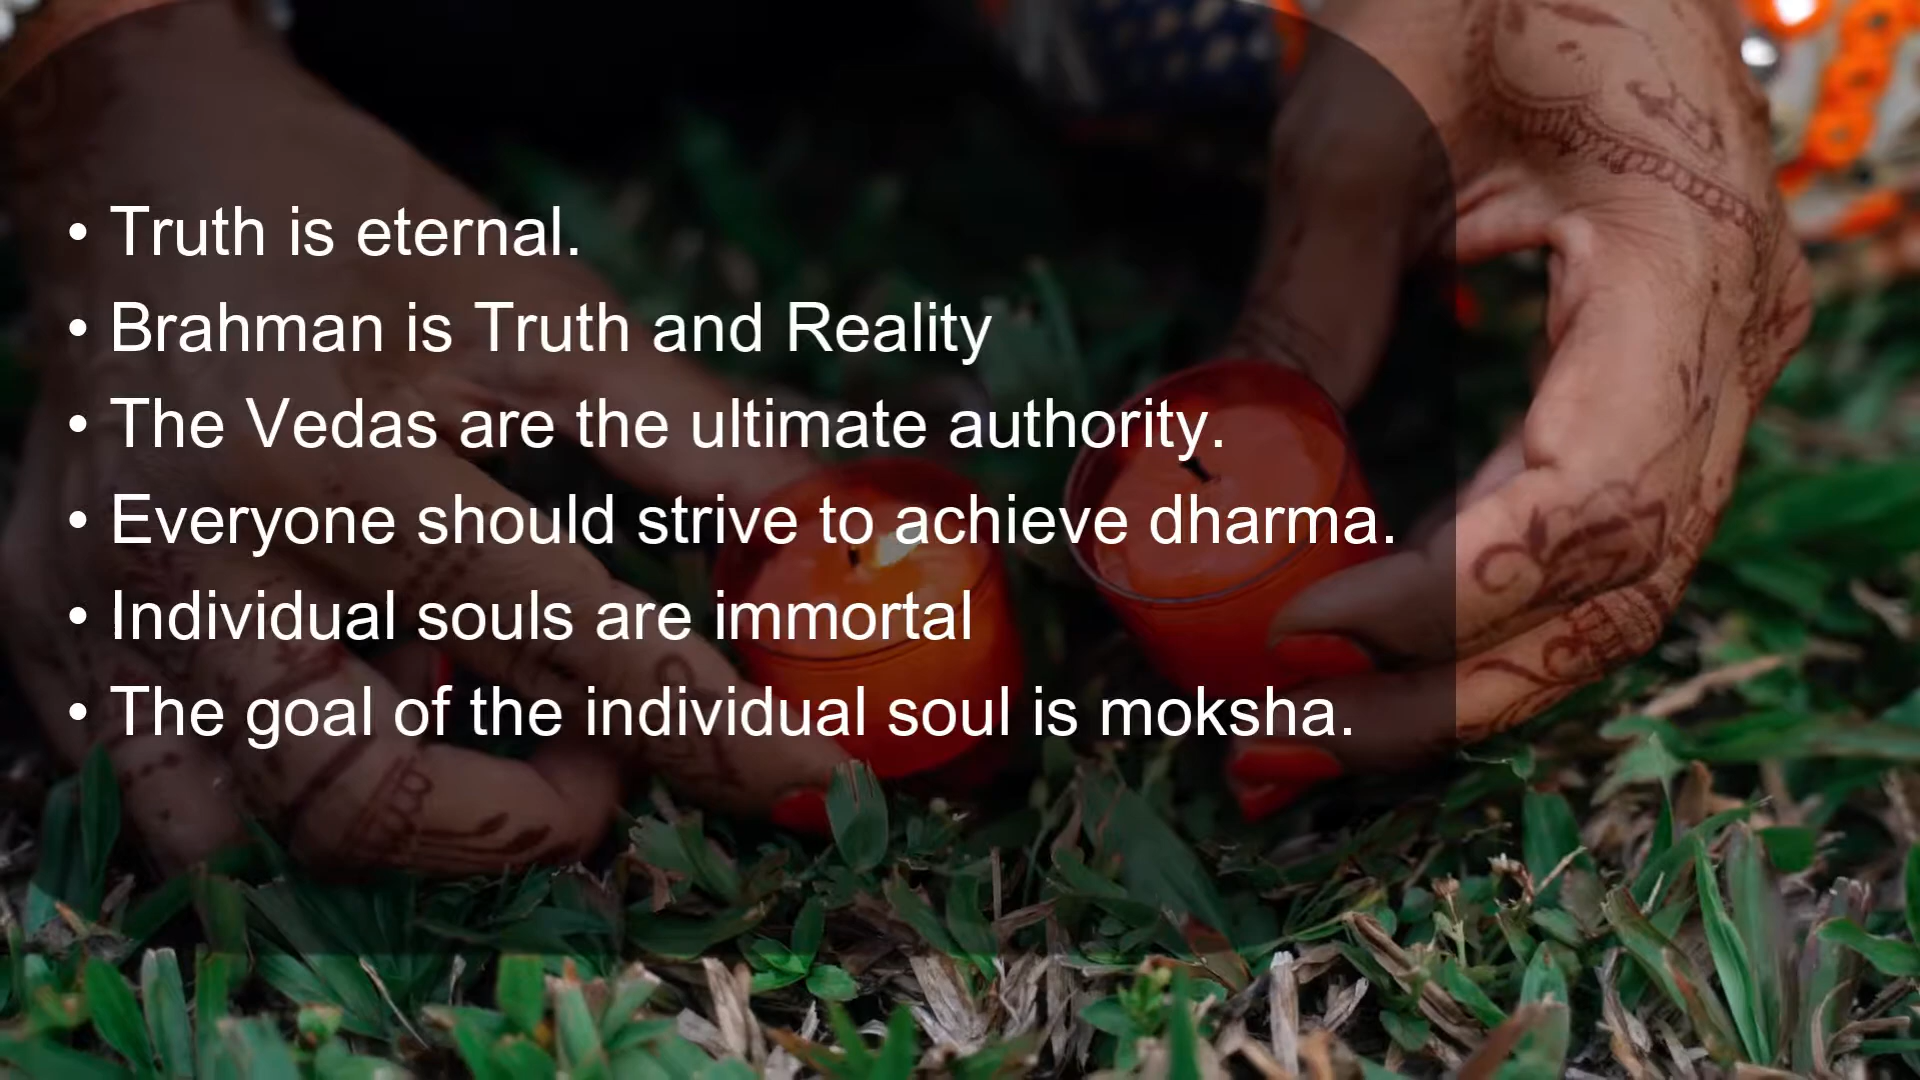 • Truth is eternal.
• Brahman is Truth and Reality
• The Vedas are the ultimate authority.
• Everyone should strive to achieve dharma.
• Individual souls are immortal
• The goal of the individual soul is moksha.